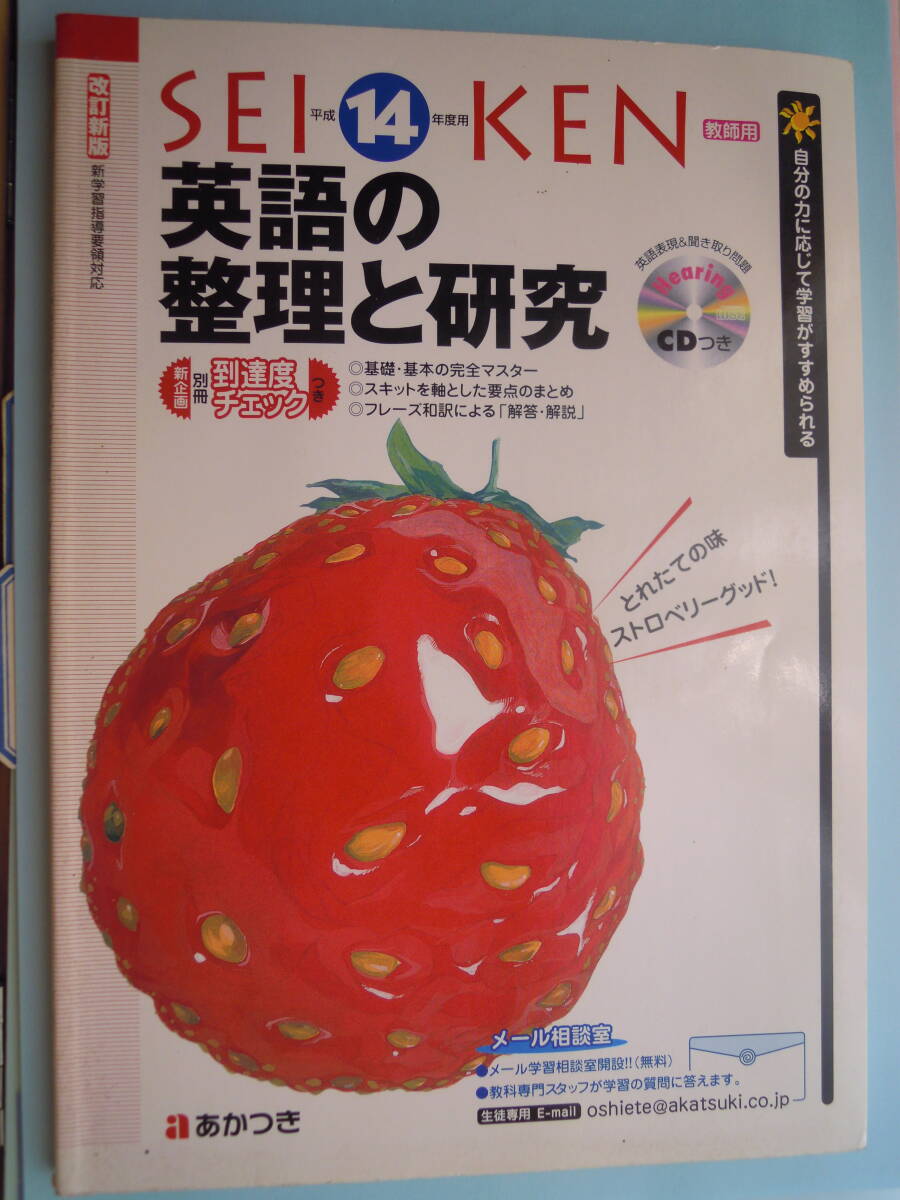 SEI 平成 14 年度用 KEN
教師用
改訂新版
新学習指導要領対応
英語の
整理と研究
自分の力に応じて学習がすすめられる
英語表現&聞き取り問題
Hearing
CDつき
新企画
別冊
到達度
チェック
つき
◎基礎・基本の完全マスター
◎スキットを軸とした要点のまとめ
◎フレーズ和訳による「解答・解説」
とれたての味
ストロベリーグッド!
メール相談室
●メール学習相談室開設!!(無料)
●教科専門スタッフが学習の質問に答えます。
生徒専用 E-mail oshiete@akatsuki.co.jp
あかつき